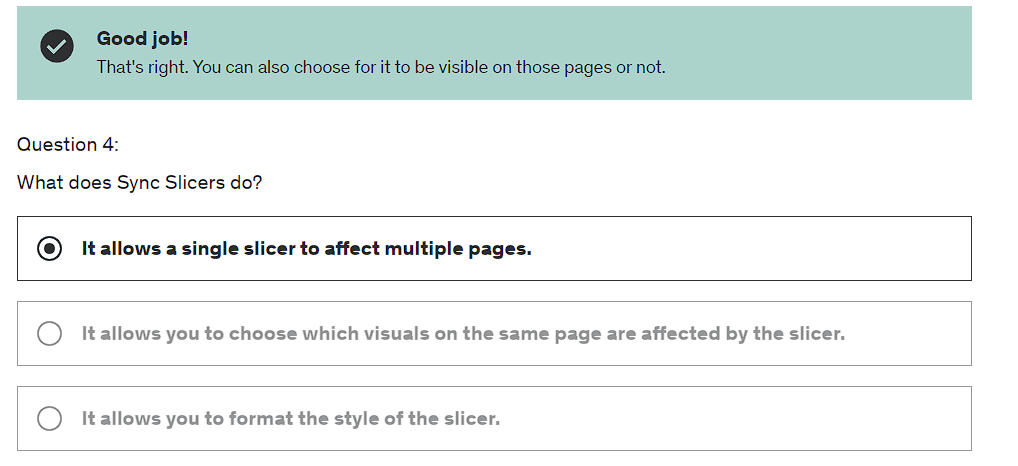 Good job!
That's right. You can also choose for it to be visible on those pages or not.
Question 4:
What does Sync Slicers do?
It allows a single slicer to affect multiple pages.
It allows you to choose which visuals on the same page are affected by the slicer.
It allows you to format the style of the slicer.